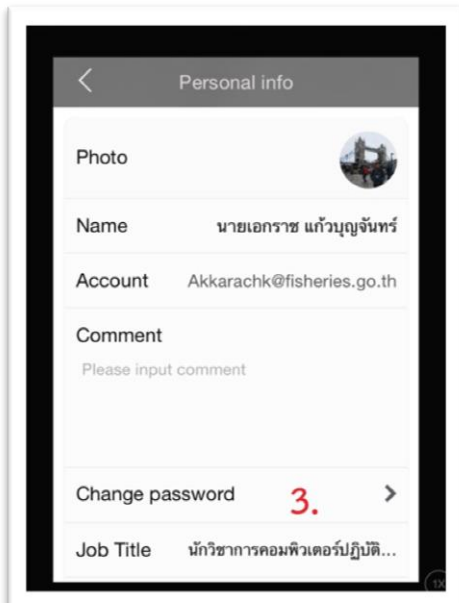 Personal info
Photo
Name นายเอกราช แก้วบุญจันทร์
Account Akkarachk@fisheries.go.th
Comment
Please input comment
Change password 3.
Job Title นักวิชาการคอมพิวเตอร์ปฏิบัติ...
1X